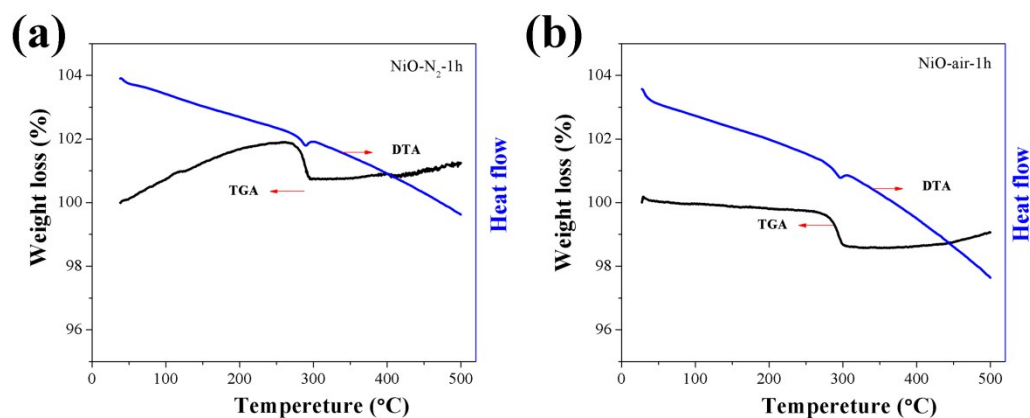 (a)
NiO-N₂-1h
104
102
100
98
96
Weight loss (%)
Heat flow
DTA
TGA
0
100
200
300
400
500
Tempereture (°C)
(b)
NiO-air-1h
104
102
100
98
96
Weight loss (%)
Heat flow
DTA
TGA
0
100
200
300
400
500
Tempereture (°C)